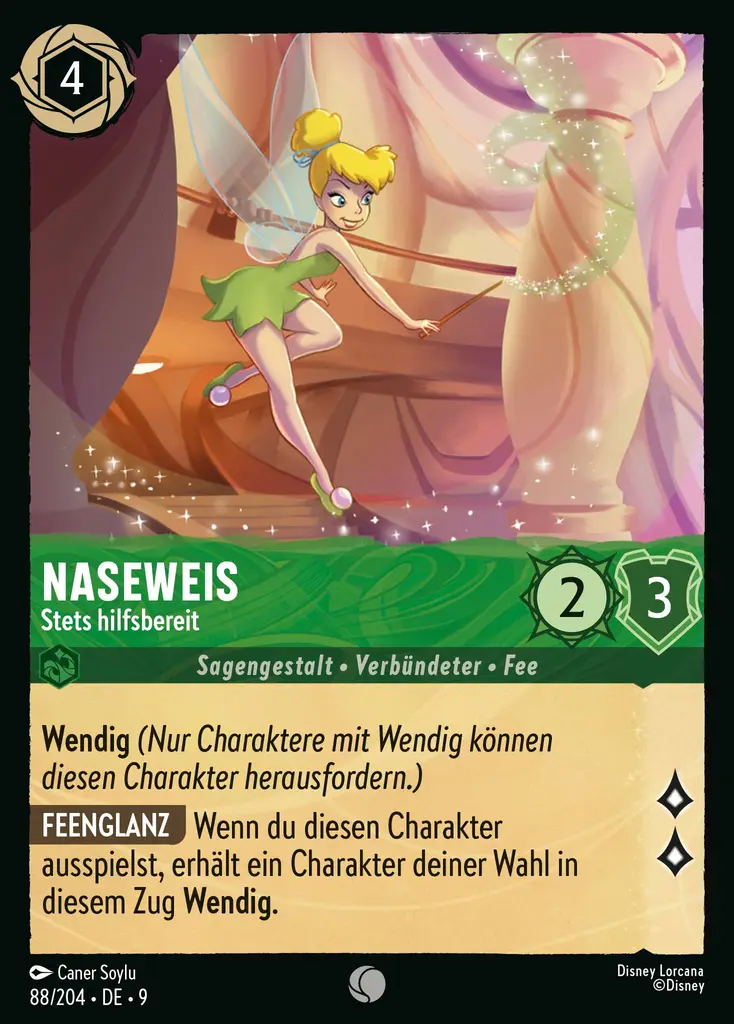 4
NASEWEIS
Stets hilfsbereit
2
3
Sagengestalt • Verbündeter • Fee
Wendig (Nur Charaktere mit Wendig können
diesen Charakter herausfordern.)
FEENGLANZ Wenn du diesen Charakter
ausspielst, erhält ein Charakter deiner Wahl in
diesem Zug Wendig.
Caner Soylu
88/204 • DE • 9
Disney Lorcana
©Disney